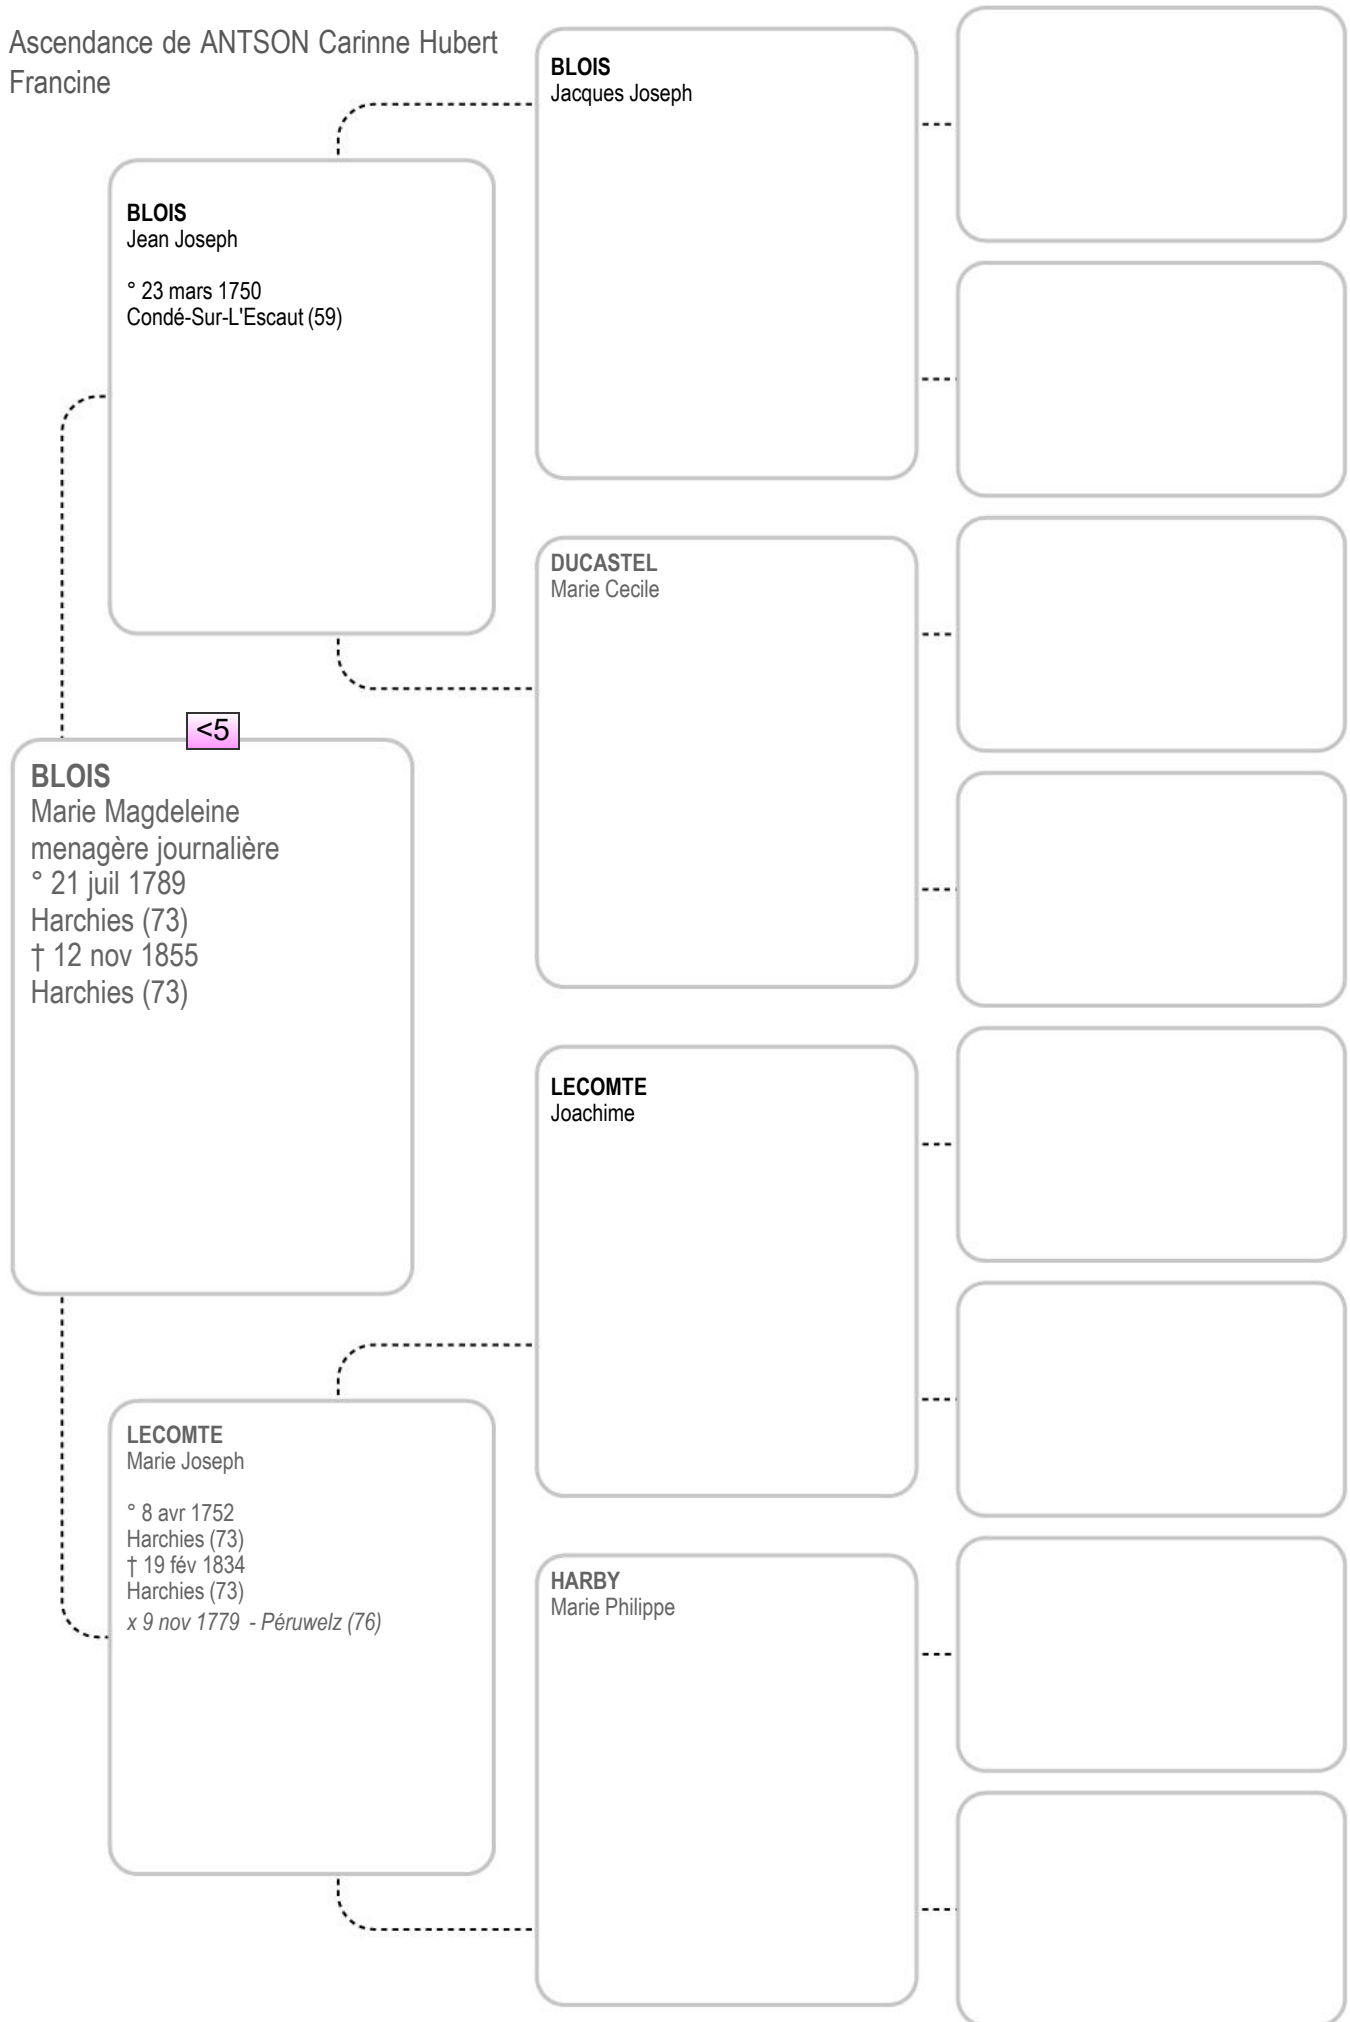 Ascendance de ANTSON Carinne Hubert
Francine
BLOIS
Jacques Joseph
BLOIS
Jean Joseph
° 23 mars 1750
Condé-Sur-L'Escaut (59)
DUCASTEL
Marie Cecile
<5
BLOIS
Marie Magdeleine
menagère journalière
° 21 juil 1789
Harchies (73)
† 12 nov 1855
Harchies (73)
LECOMTE
Joachime
LECOMTE
Marie Joseph
° 8 avr 1752
Harchies (73)
† 19 fév 1834
Harchies (73)
x 9 nov 1779 - Péruwelz (76)
HARBY
Marie Philippe